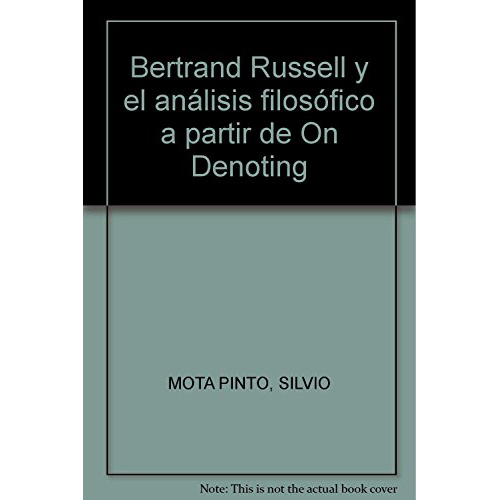 Bertrand Russell y
el análisis filosófico
a partir de On
Denoting
MOTA PINTO, SILVIO
Note: This is not the actual book cover